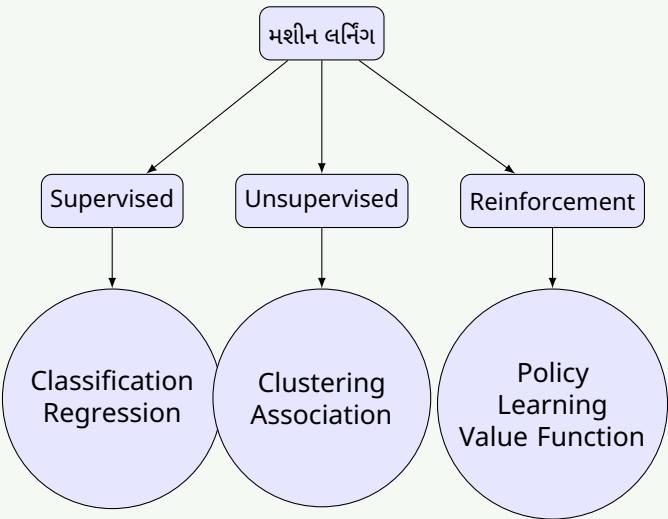 મશીન લર્નિંગ
Supervised
Unsupervised
Reinforcement
Classification
Regression
Clustering
Association
Policy
Learning
Value Function